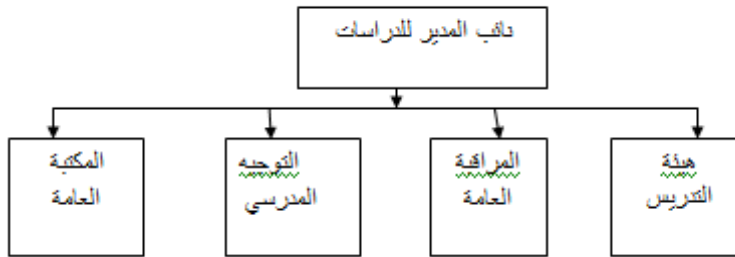 نائب المدير للدراسات
هيئة
التدريس
المراقبة
العامة
التوجيه
المدرسي
المكتبة
العامة